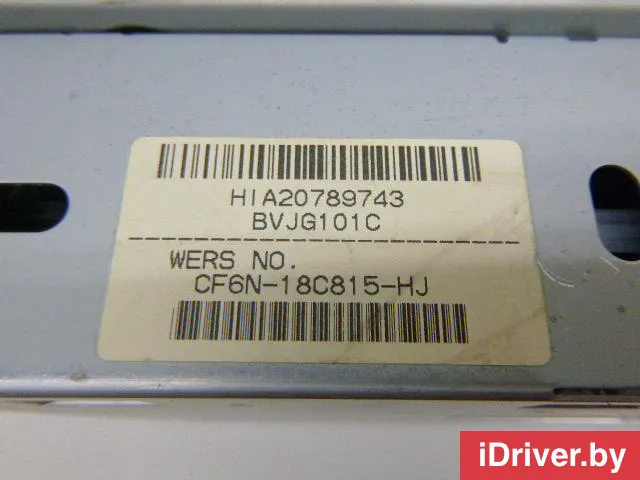 HIA20789743
BVJG101C
WERS NO.
CF6N-18C815-HJ
iDriver.by